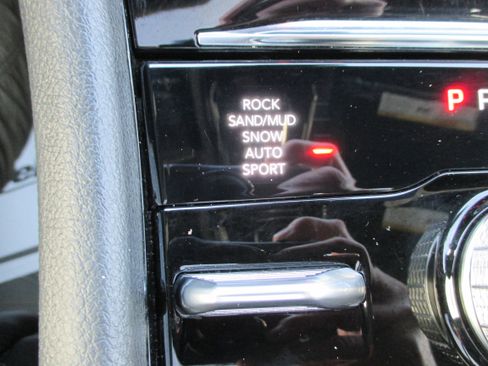 ROCK
SAND/MUD
SNOW
AUTO
SPORT
P R